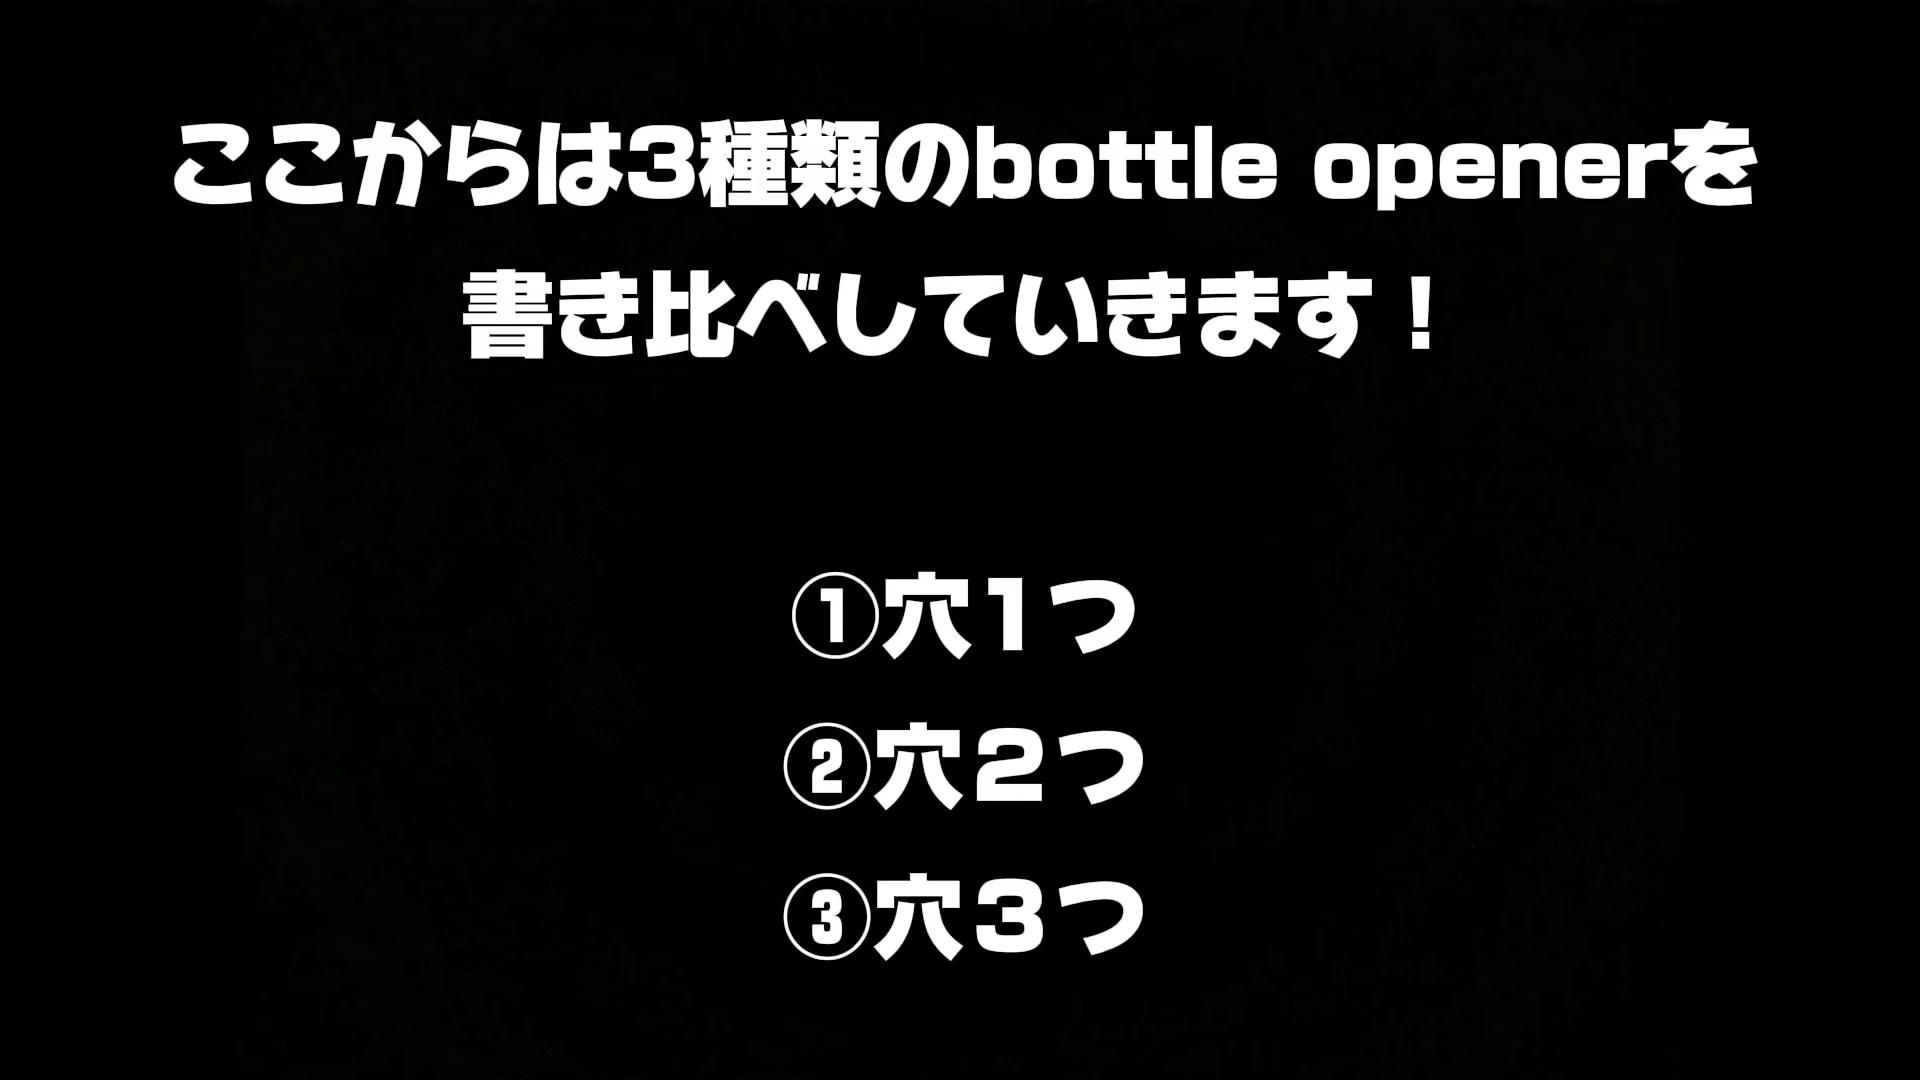 ここからは3種類のbottle openerを
書き比べしていきます！
①穴1つ
②穴2つ
③穴3つ